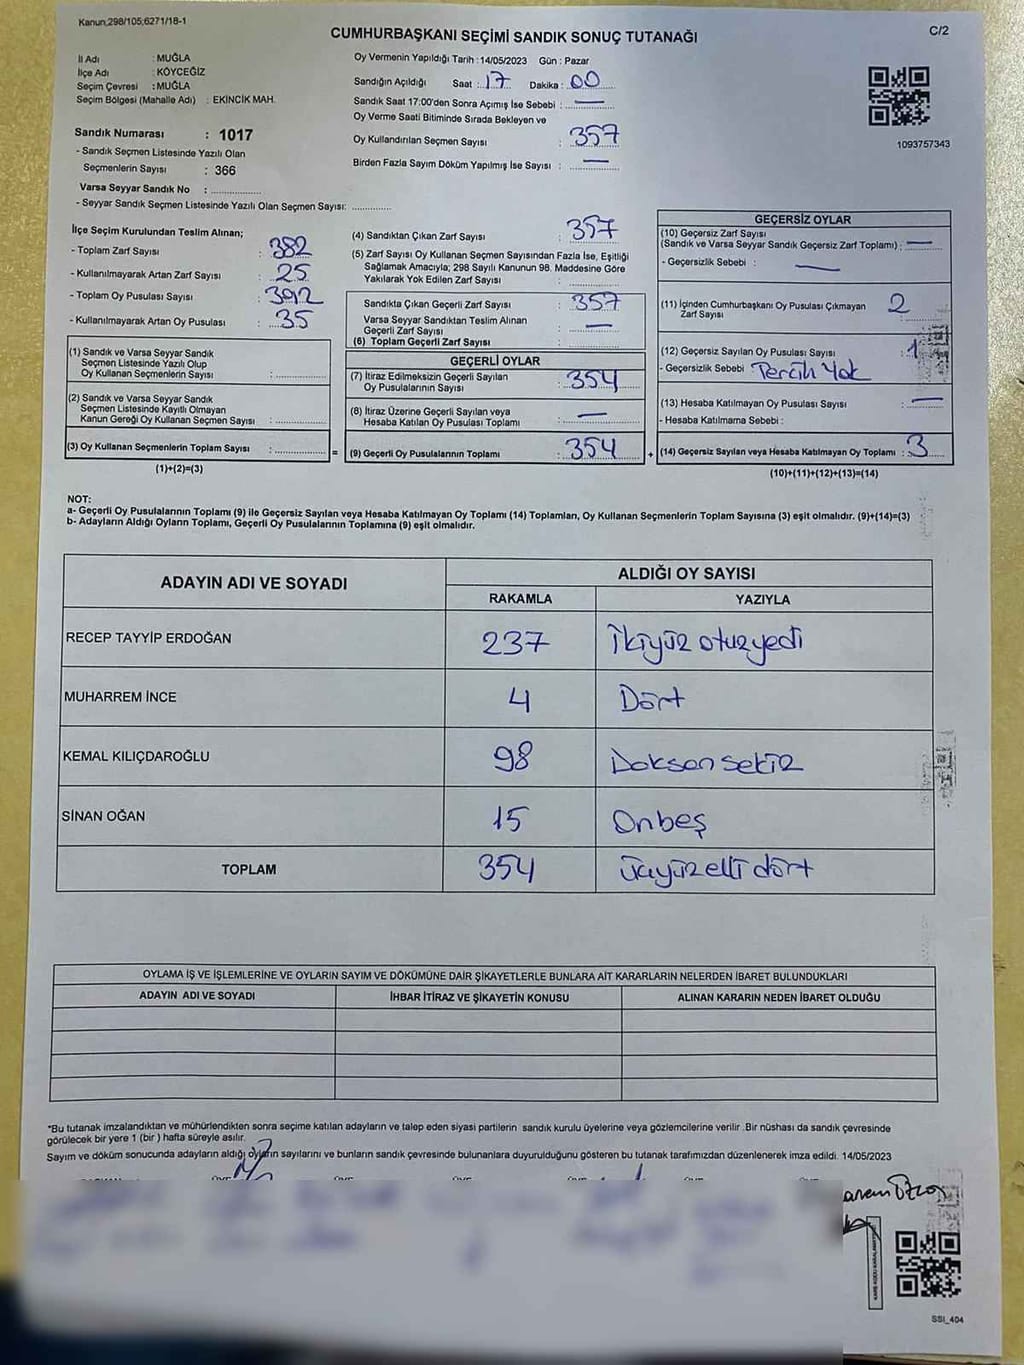 Kanun,298/105;6271/18-1
CUMHURBAŞKANI SEÇİMİ SANDIK SONUÇ TUTANAĞI
C/2
İl Adı : MUĞLA
İlçe Adı : KÖYCEĞİZ
Seçim Çevresi : MUĞLA
Seçim Bölgesi (Mahalle Adı) : EKİNCİK MAH.
Sandık Numarası : 1017
- Sandık Seçmen Listesinde Yazılı Olan
Seçmenlerin Sayısı : 366
Varsa Seyyar Sandık No : ..............
- Seyyar Sandık Seçmen Listesinde Yazılı Olan Seçmen Sayısı: ............
Oy Vermenin Yapıldığı Tarih : 14/05/2023 Gün : Pazar
Sandığın Açıldığı Saat : 17 Dakika : 00
Sandık Saat 17:00'den Sonra Açımış İse Sebebi : —
Oy Verme Saati Bitiminde Sırada Bekleyen ve
Oy Kullandırılan Seçmen Sayısı : 357
Birden Fazla Sayım Döküm Yapılmış İse Sayısı : —
1093757343
İlçe Seçim Kurulundan Teslim Alınan;
- Toplam Zarf Sayısı : 382
- Kullanılmayarak Artan Zarf Sayısı : 25
- Toplam Oy Pusulası Sayısı : 392
- Kullanılmayarak Artan Oy Pusulası : 35
(1) Sandık ve Varsa Seyyar Sandık
Seçmen Listesinde Yazılı Olup
Oy Kullanan Seçmenlerin Sayısı : ............
(2) Sandık ve Varsa Seyyar Sandık
Seçmen Listesinde Kayıtlı Olmayan
Kanun Gereği Oy Kullanan Seçmen Sayısı : ............
(3) Oy Kullanan Seçmenlerin Toplam Sayısı : ............ =
(1)+(2)=(3)
(4) Sandıktan Çıkan Zarf Sayısı : 357
(5) Zarf Sayısı Oy Kullanan Seçmen Sayısından Fazla İse, Eşitliği
Sağlamak Amacıyla; 298 Sayılı Kanunun 98. Maddesine Göre
Yakılarak Yok Edilen Zarf Sayısı : ............
Sandıkta Çıkan Geçerli Zarf Sayısı : 357
Varsa Seyyar Sandıktan Teslim Alınan
Geçerli Zarf Sayısı : —
(6) Toplam Geçerli Zarf Sayısı : ............
GEÇERLİ OYLAR
(7) İtiraz Edilmeksizin Geçerli Sayılan
Oy Pusulalarının Sayısı : 354
(8) İtiraz Üzerine Geçerli Sayılan veya
Hesaba Katılan Oy Pusulası Toplamı : —
(9) Geçerli Oy Pusulalarının Toplamı : 354 +
GEÇERSİZ OYLAR
(10) Geçersiz Zarf Sayısı
(Sandık ve Varsa Seyyar Sandık Geçersiz Zarf Toplamı) : —
- Geçersizlik Sebebi : —
(11) İçinden Cumhurbaşkanı Oy Pusulası Çıkmayan
Zarf Sayısı : 2
(12) Geçersiz Sayılan Oy Pusulası Sayısı : 1
- Geçersizlik Sebebi Tercih Yok
(13) Hesaba Katılmayan Oy Pusulası Sayısı : —
- Hesaba Katılmama Sebebi :
(14) Geçersiz Sayılan veya Hesaba Katılmayan Oy Toplamı : 3
(10)+(11)+(12)+(13)=(14)
NOT:
a- Geçerli Oy Pusulalarının Toplamı (9) ile Geçersiz Sayılan veya Hesaba Katılmayan Oy Toplamı (14) Toplamları, Oy Kullanan Seçmenlerin Toplam Sayısına (3) eşit olmalıdır. (9)+(14)=(3)
b- Adayların Aldığı Oyların Toplamı, Geçerli Oy Pusulalarının Toplamına (9) eşit olmalıdır.
ADAYIN ADI VE SOYADI
ALDIĞI OY SAYISI
RAKAMLA YAZIYLA
RECEP TAYYİP ERDOĞAN 237 İkiyüz otuzyedi
MUHARREM İNCE 4 Dört
KEMAL KILIÇDAROĞLU 98 Doksan sekiz
SİNAN OĞAN 15 Onbeş
TOPLAM 354 Üçyüz elli dört
OYLAMA İŞ VE İŞLEMLERİNE VE OYLARIN SAYIM VE DÖKÜMÜNE DAİR ŞİKAYETLERLE BUNLARA AİT KARARLARIN NELERDEN İBARET BULUNDUKLARI
ADAYIN ADI VE SOYADI İHBAR İTİRAZ VE ŞİKAYETİN KONUSU ALINAN KARARIN NEDEN İBARET OLDUĞU
*Bu tutanak imzalandıktan ve mühürlendikten sonra seçime katılan adayların ve talep eden siyasi partilerin sandık kurulu üyelerine veya gözlemcilerine verilir .Bir nüshası da sandık çevresinde
görülecek bir yere 1 (bir ) hafta süreyle asılır.
Sayım ve döküm sonucunda adayların aldığı oyların sayılarını ve bunların sandık çevresinde bulunanlara duyurulduğunu gösteren bu tutanak tarafımızdan düzenlenerek imza edildi. 14/05/2023
SSI_404